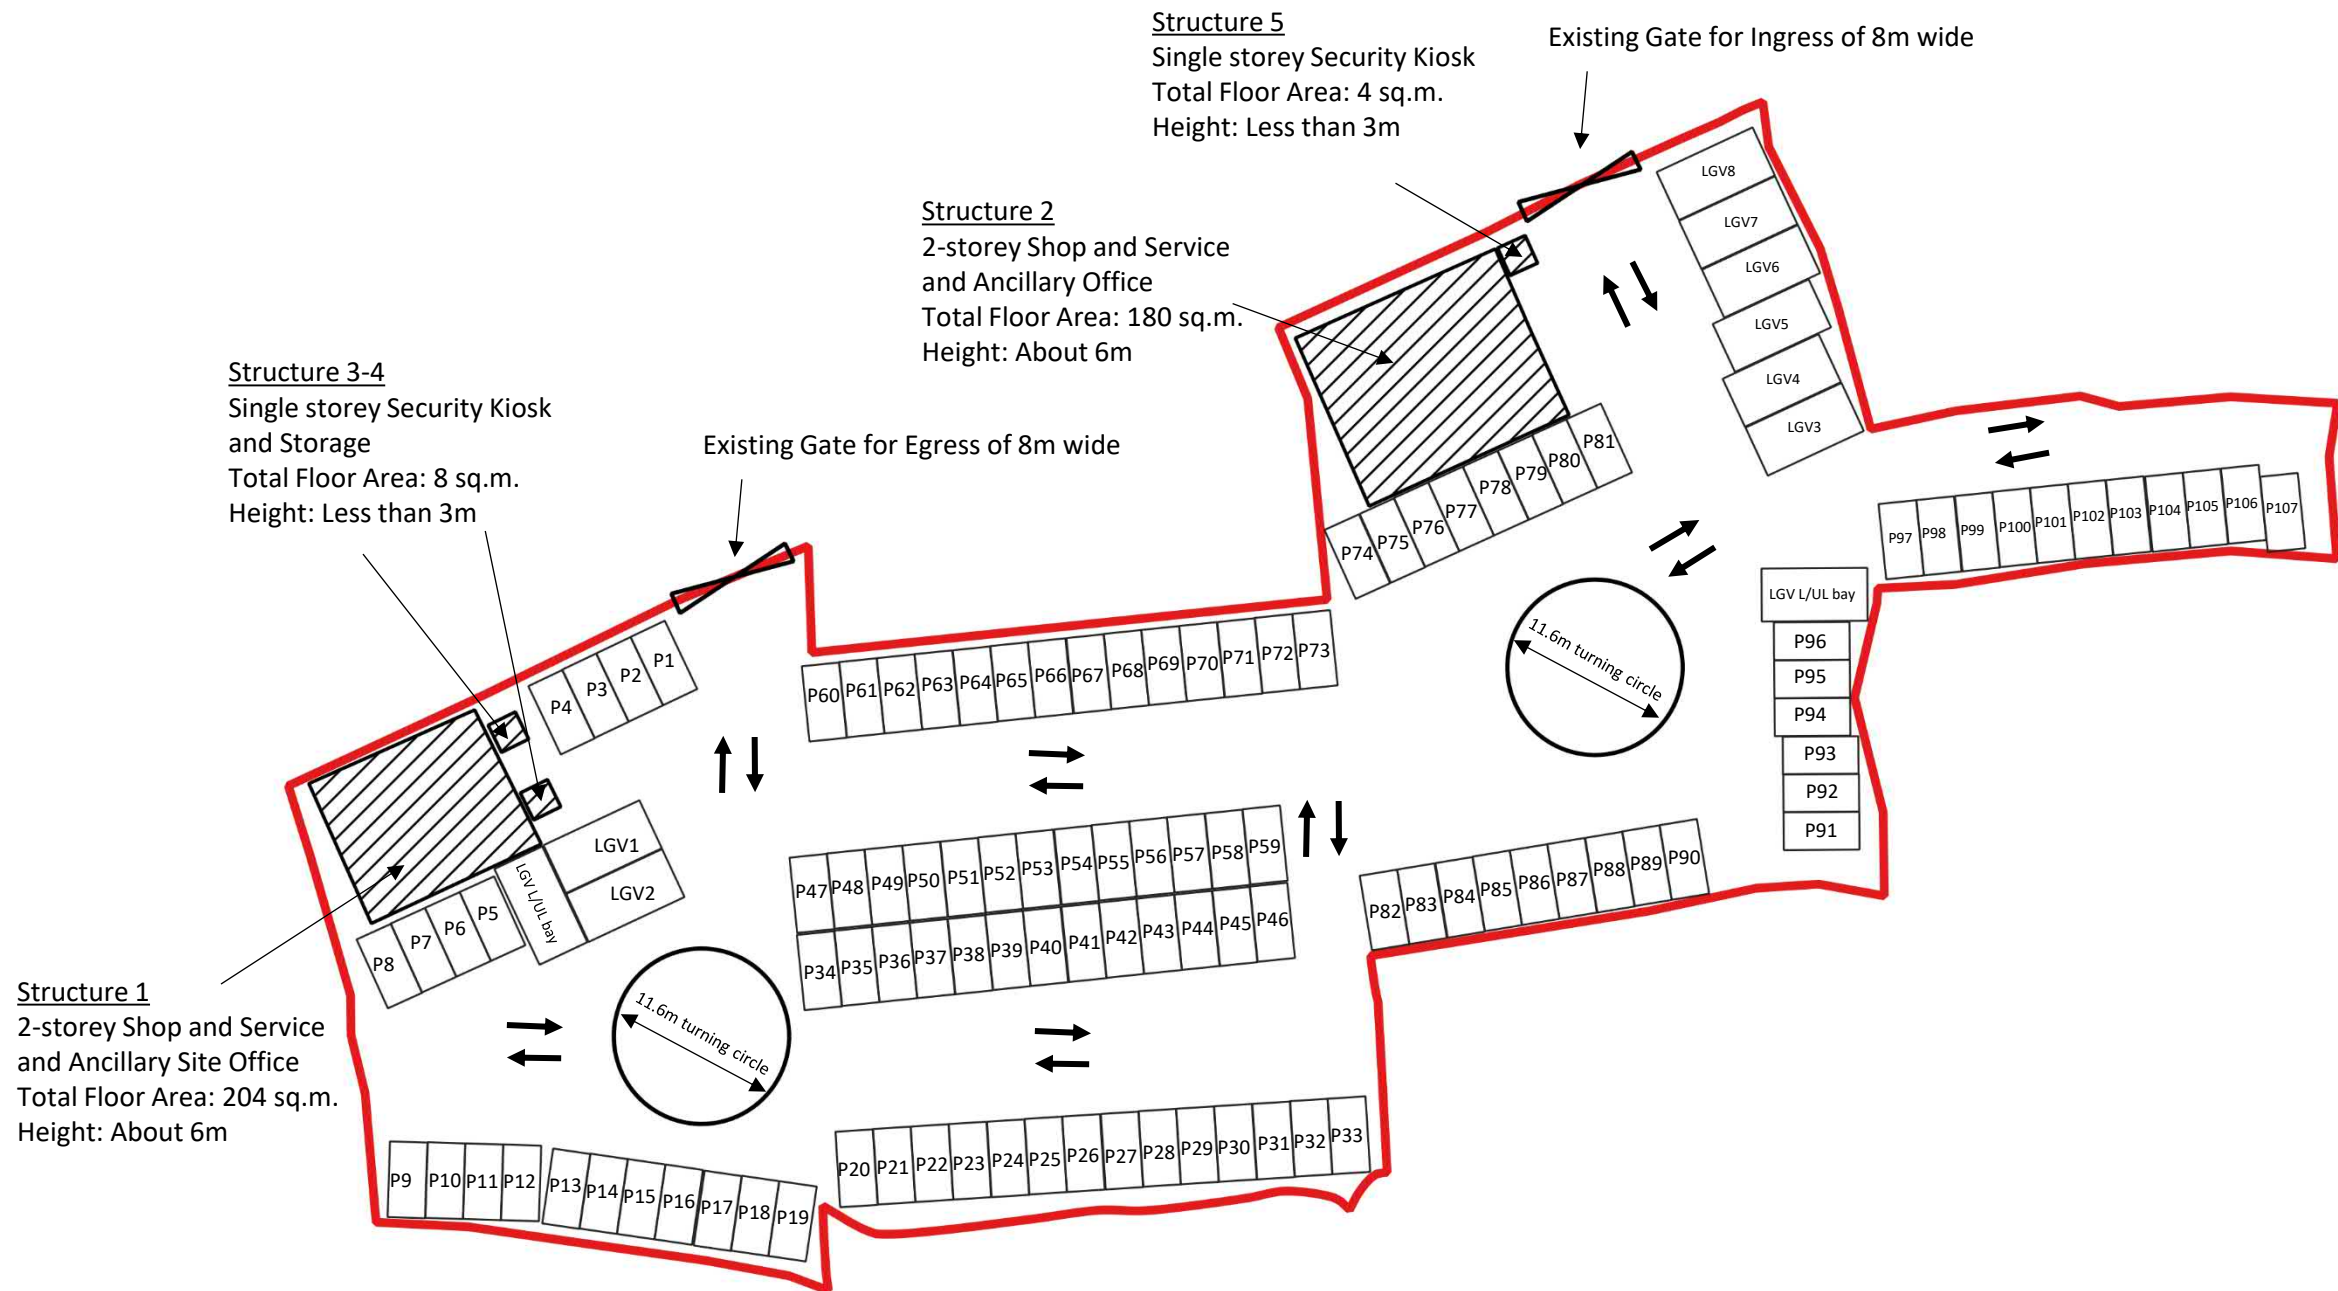 Structure 5
Single storey Security Kiosk
Total Floor Area: 4 sq.m.
Height: Less than 3m
Existing Gate for Ingress of 8m wide
Structure 2
2-storey Shop and Service
and Ancillary Office
Total Floor Area: 180 sq.m.
Height: About 6m
Structure 3-4
Single storey Security Kiosk
and Storage
Total Floor Area: 8 sq.m.
Height: Less than 3m
Existing Gate for Egress of 8m wide
Structure 1
2-storey Shop and Service
and Ancillary Site Office
Total Floor Area: 204 sq.m.
Height: About 6m
LGV8
LGV7
LGV6
LGV5
LGV4
LGV3
P74 P75 P76 P77 P78 P79 P80 P81
P97 P98 P99 P100 P101 P102 P103 P104 P105 P106 P107
LGV L/UL bay
P96
P95
P94
P93
P92
P91
11.6m turning circle
P4 P3 P2 P1
P60 P61 P62 P63 P64 P65 P66 P67 P68 P69 P70 P71 P72 P73
LGV1
LGV2
LGV L/UL bay
P8 P7 P6 P5
P47 P48 P49 P50 P51 P52 P53 P54 P55 P56 P57 P58 P59
P34 P35 P36 P37 P38 P39 P40 P41 P42 P43 P44 P45 P46
P82 P83 P84 P85 P86 P87 P88 P89 P90
11.6m turning circle
P9 P10 P11 P12 P13 P14 P15 P16 P17 P18 P19
P20 P21 P22 P23 P24 P25 P26 P27 P28 P29 P30 P31 P32 P33